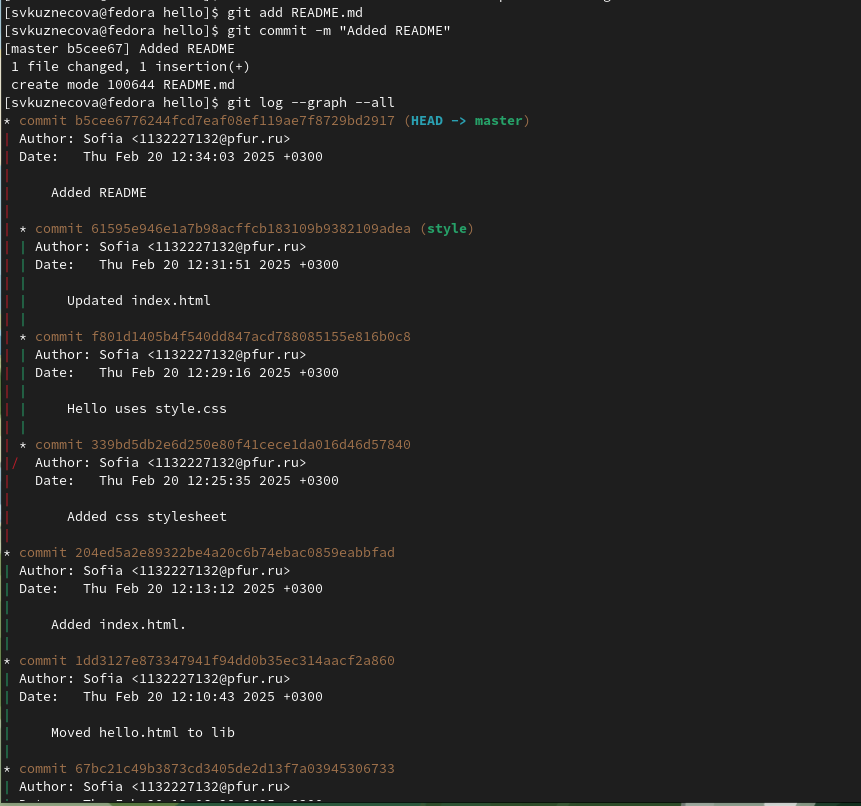 [svkuznecova@fedora hello]$ git add README.md
[svkuznecova@fedora hello]$ git commit -m "Added README"
[master b5cee67] Added README
 1 file changed, 1 insertion(+)
 create mode 100644 README.md
[svkuznecova@fedora hello]$ git log --graph --all
* commit b5cee6776244fcd7eaf08ef119ae7f8729bd2917 (HEAD -> master)
| Author: Sofia <1132227132@pfur.ru>
| Date:   Thu Feb 20 12:34:03 2025 +0300
|
|     Added README
|
| * commit 61595e946e1a7b98acffcb183109b9382109adea (style)
| | Author: Sofia <1132227132@pfur.ru>
| | Date:   Thu Feb 20 12:31:51 2025 +0300
| |
| |     Updated index.html
| |
| * commit f801d1405b4f540dd847acd788085155e816b0c8
| | Author: Sofia <1132227132@pfur.ru>
| | Date:   Thu Feb 20 12:29:16 2025 +0300
| |
| |     Hello uses style.css
| |
| * commit 339bd5db2e6d250e80f41cece1da016d46d57840
|/  Author: Sofia <1132227132@pfur.ru>
|   Date:   Thu Feb 20 12:25:35 2025 +0300
|
|       Added css stylesheet
|
* commit 204ed5a2e89322be4a20c6b74ebac0859eabbfad
| Author: Sofia <1132227132@pfur.ru>
| Date:   Thu Feb 20 12:13:12 2025 +0300
|
|     Added index.html.
|
* commit 1dd3127e873347941f94dd0b35ec314aacf2a860
| Author: Sofia <1132227132@pfur.ru>
| Date:   Thu Feb 20 12:10:43 2025 +0300
|
|     Moved hello.html to lib
|
* commit 67bc21c49b3873cd3405de2d13f7a03945306733
| Author: Sofia <1132227132@pfur.ru>